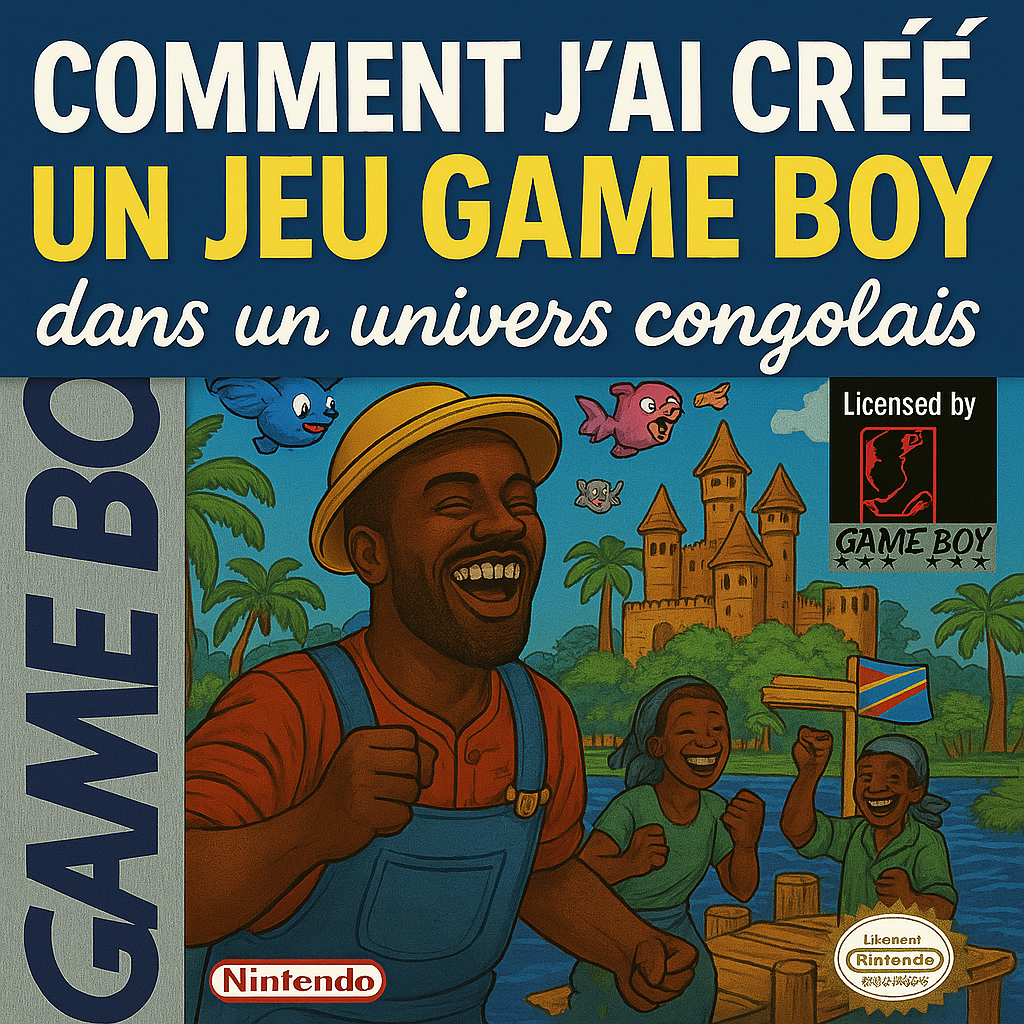 COMMENT J'AI CRÉÉ
UN JEU GAME BOY
dans un univers congolais
GAME BO
Licensed by
GAME BOY
Nintendo
Likenent
Rintende